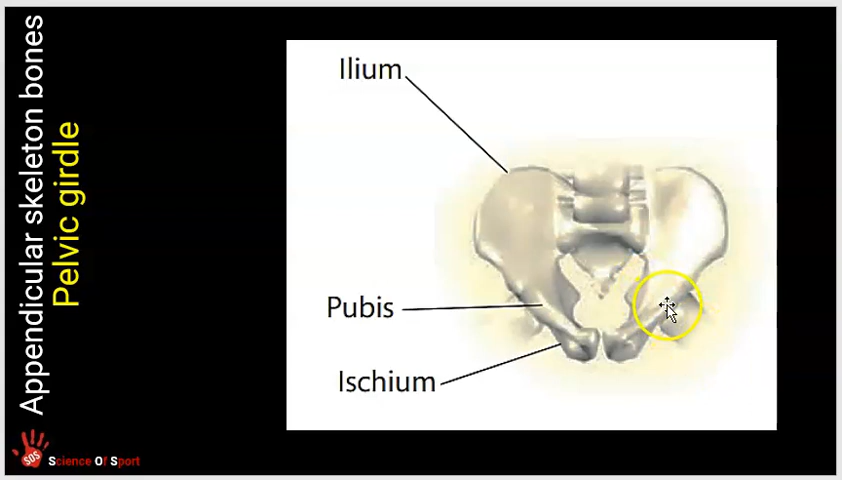 Appendicular skeleton bones
Pelvic girdle
Ilium
Pubis
Ischium
SOS
Science Of Sport